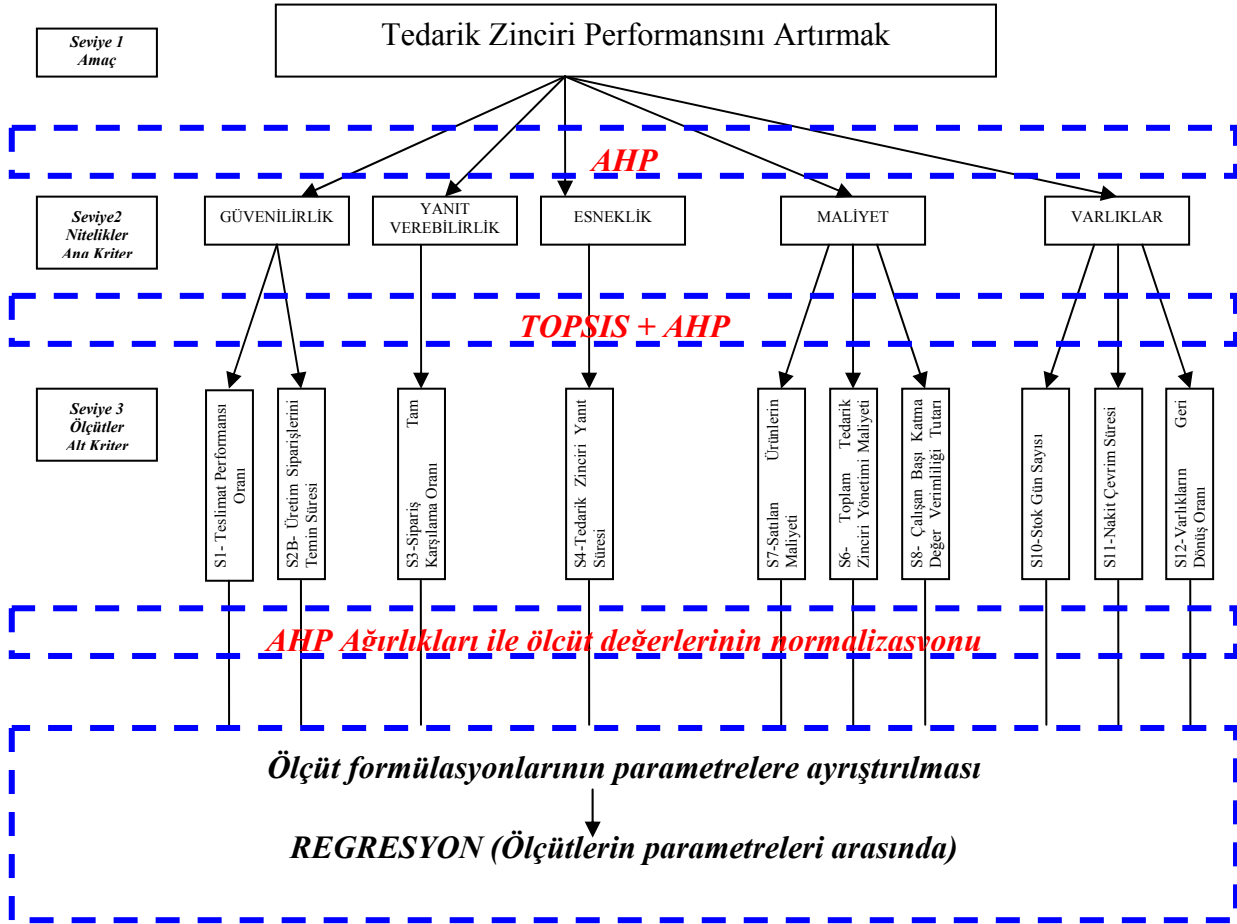 Seviye 1
Amaç
Tedarik Zinciri Performansını Artırmak
AHP
Seviye2
Nitelikler
Ana Kriter
GÜVENİLİRLİK
YANIT
VEREBİLİRLİK
ESNEKLİK
MALİYET
VARLIKLAR
TOPSIS + AHP
Seviye 3
Ölçütler
Alt Kriter
S1- Teslimat Performansı
Oranı
S2B- Üretim Siparişlerini
Temin Süresi
S3-Sipariş Tam
Karşılama Oranı
S4-Tedarik Zinciri Yanıt
Süresi
S7-Satılan Ürünlerin
Maliyeti
S6- Toplam Tedarik
Zinciri Yönetimi Maliyeti
S8- Çalışan Başı Katma
Değer Verimliliği Tutarı
S10-Stok Gün Sayısı
S11-Nakit Çevrim Süresi
S12-Varlıkların Geri
Dönüş Oranı
AHP Ağırlıkları ile ölçüt değerlerinin normalizasyonu
Ölçüt formülasyonlarının parametrelere ayrıştırılması
REGRESYON (Ölçütlerin parametreleri arasında)